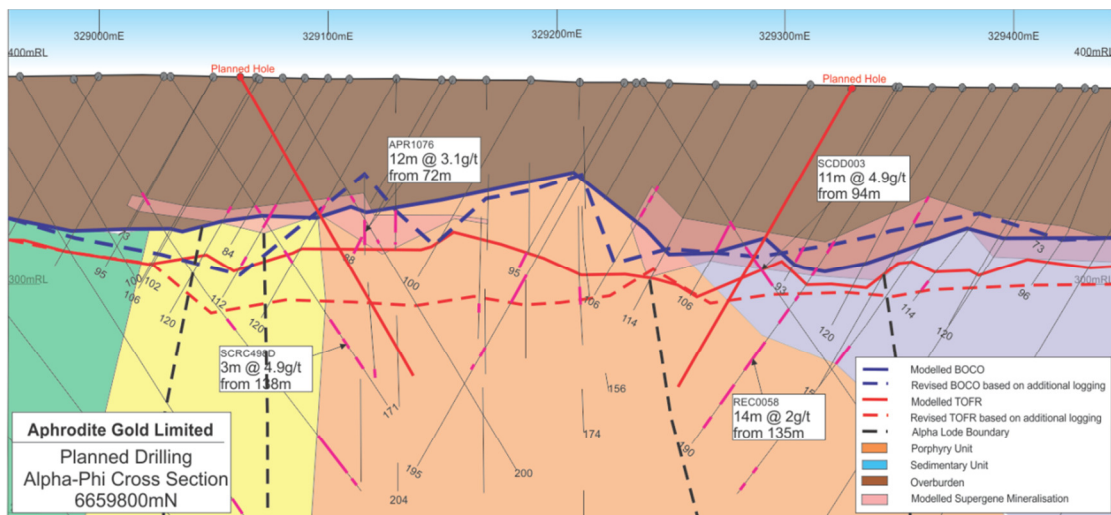 329000mE
329100mE
329200mE
329300mE
329400mE
400mRL
400mRL
Planned Hole
Planned Hole
APR1076
12m @ 3.1g/t
from 72m
SCDD003
11m @ 4.9g/t
from 94m
73
84
88
95
100
102
106
100
95
112
120
120
106
114
106
93
120
114
120
73
96
300mRL
300mRL
SCRC498D
3m @ 4.9g/t
from 138m
REC0058
14m @ 2g/t
from 135m
171
156
174
190
195
200
204
Aphrodite Gold Limited
Planned Drilling
Alpha-Phi Cross Section
6659800mN
Modelled BOCO
Revised BOCO based on additional logging
Modelled TOFR
Revised TOFR based on additional logging
Alpha Lode Boundary
Porphyry Unit
Sedimentary Unit
Overburden
Modelled Supergene Mineralisation